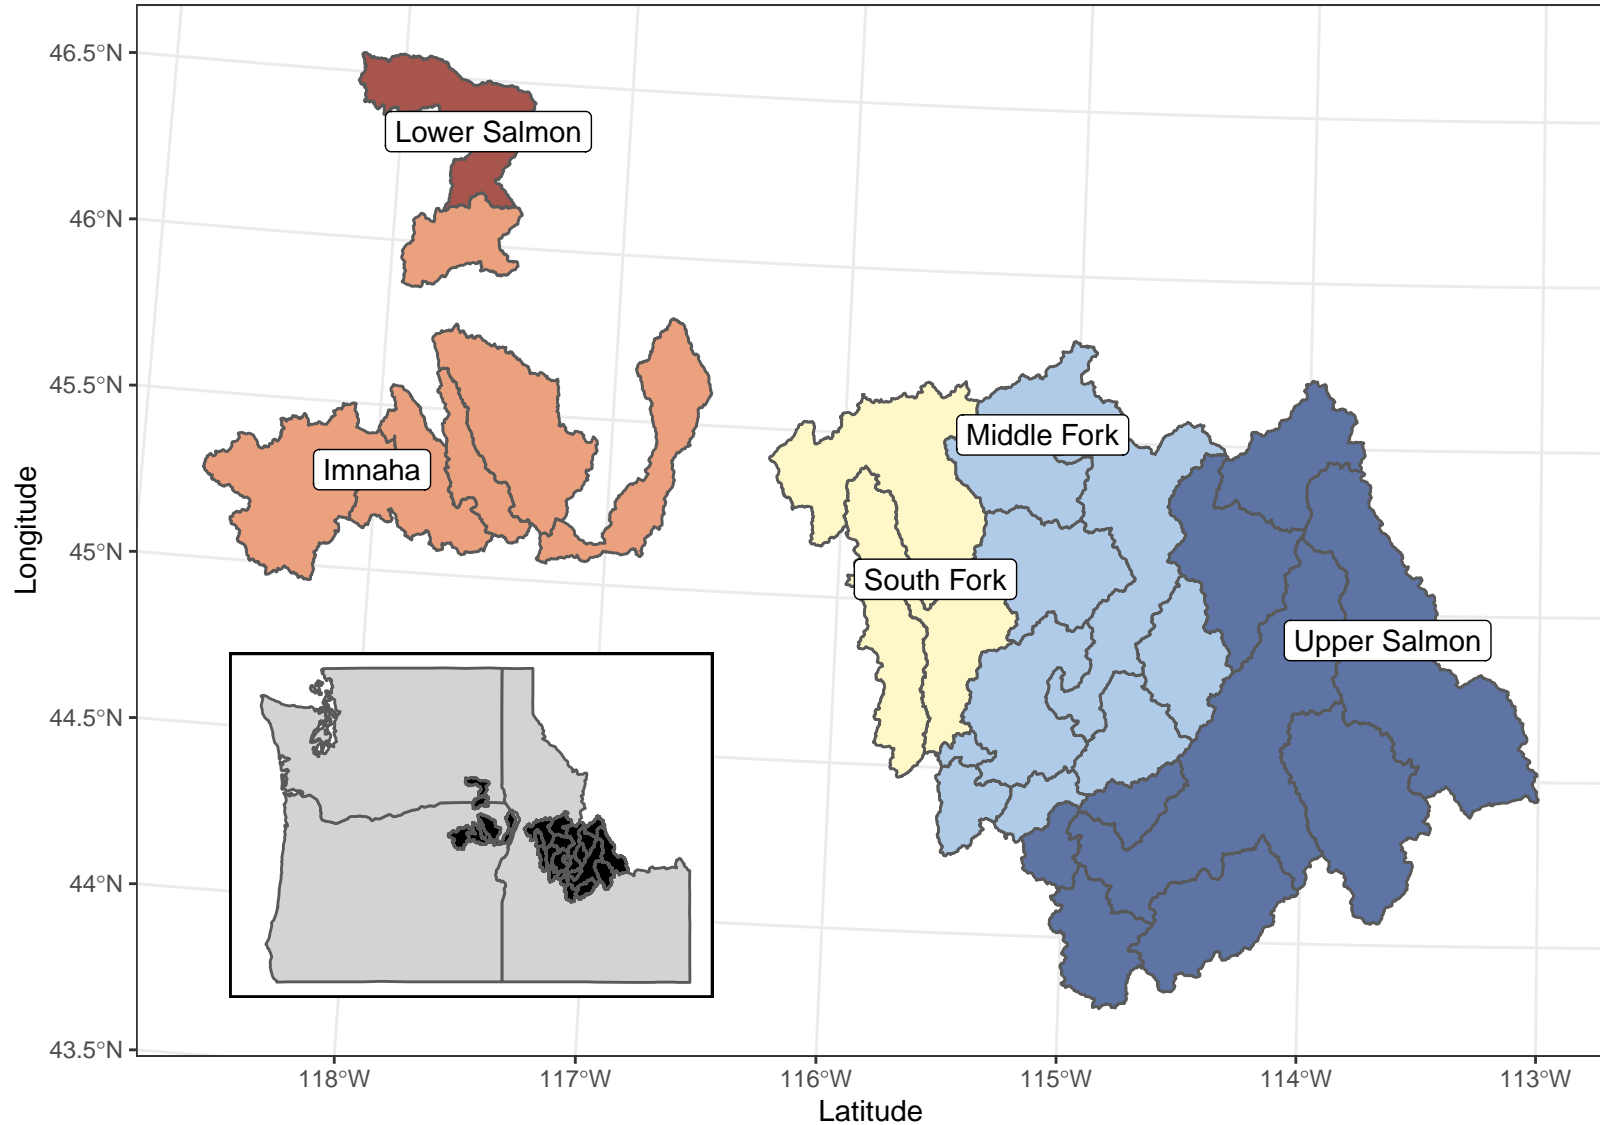 46.5°N
46°N
45.5°N
45°N
44.5°N
44°N
43.5°N
Longitude
Lower Salmon
Imnaha
Middle Fork
South Fork
Upper Salmon
118°W
117°W
116°W
115°W
114°W
113°W
Latitude